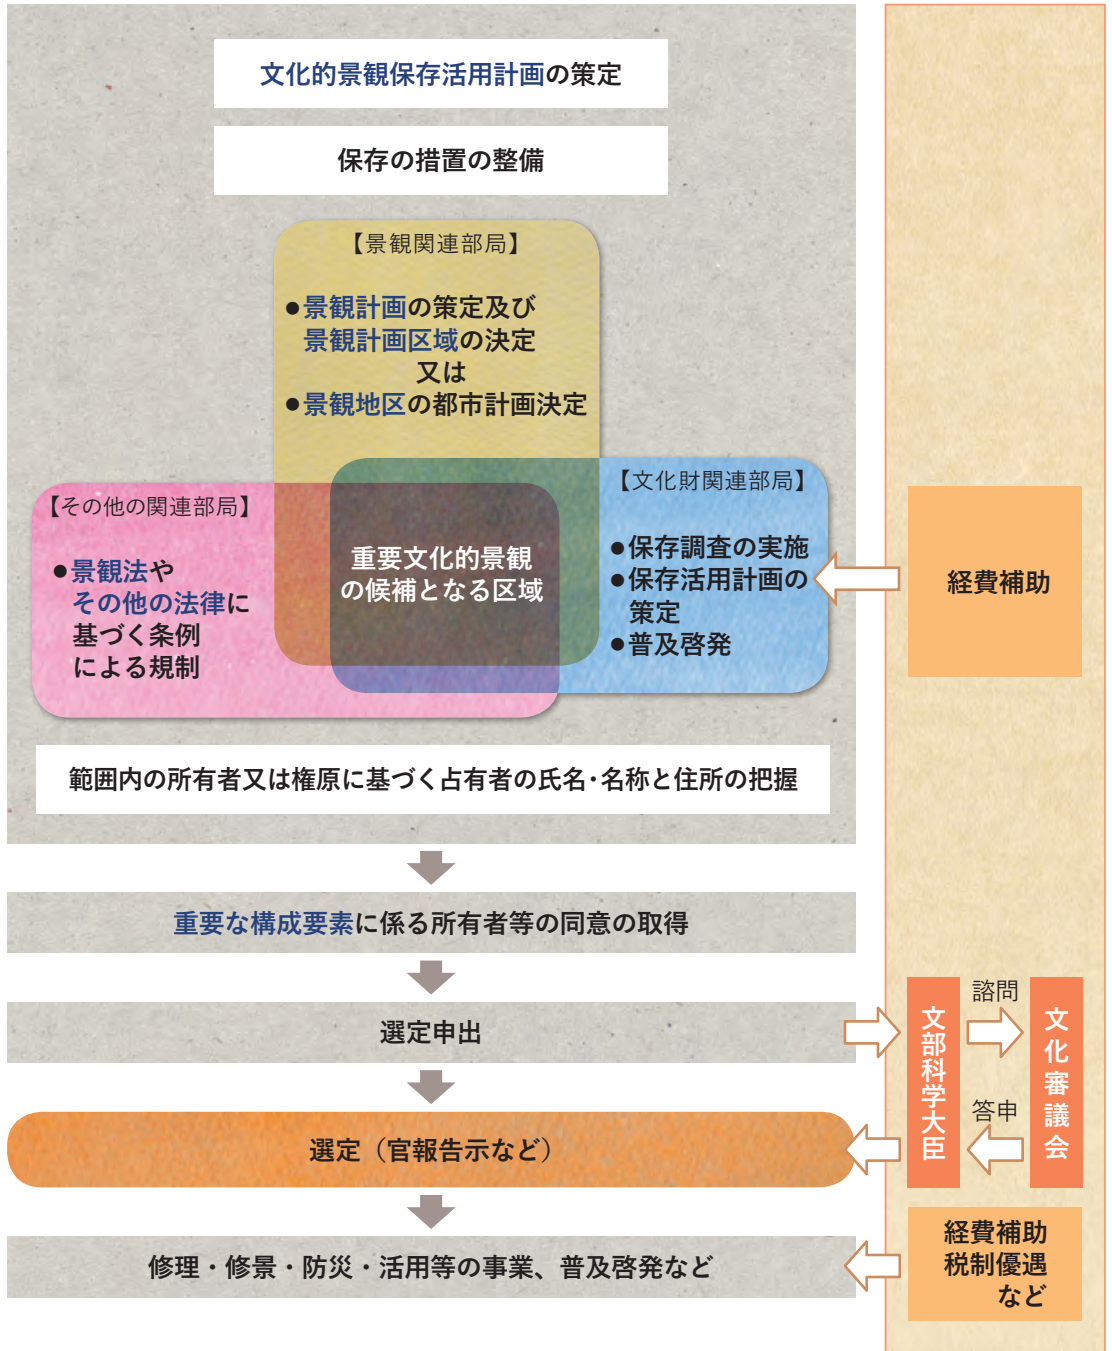 文化的景観保存活用計画の策定
保存の措置の整備
【景観関連部局】
●景観計画の策定及び
景観計画区域の決定
又は
●景観地区の都市計画決定
【その他の関連部局】
●景観法や
その他の法律に
基づく条例
による規制
重要文化的景観
の候補となる区域
【文化財関連部局】
●保存調査の実施
●保存活用計画の
策定
●普及啓発
経費補助
範囲内の所有者又は権原に基づく占有者の氏名・名称と住所の把握
重要な構成要素に係る所有者等の同意の取得
選定申出
文部科学大臣
諮問
答申
文化審議会
選定（官報告示など）
修理・修景・防災・活用等の事業、普及啓発など
経費補助
税制優遇
など